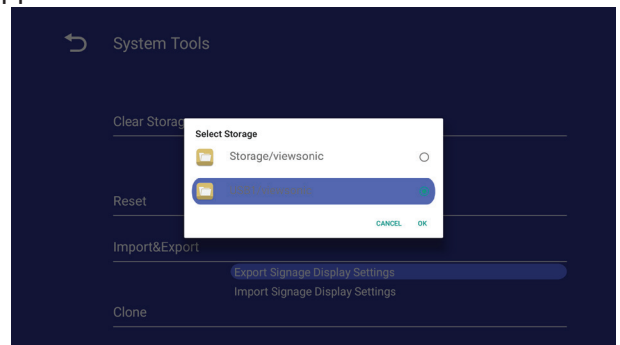 System Tools
Clear Storag
Select Storage
Storage/viewsonic
Reset
CANCEL OK
Import&Export
Export Signage Display Settings
Import Signage Display Settings
Clone